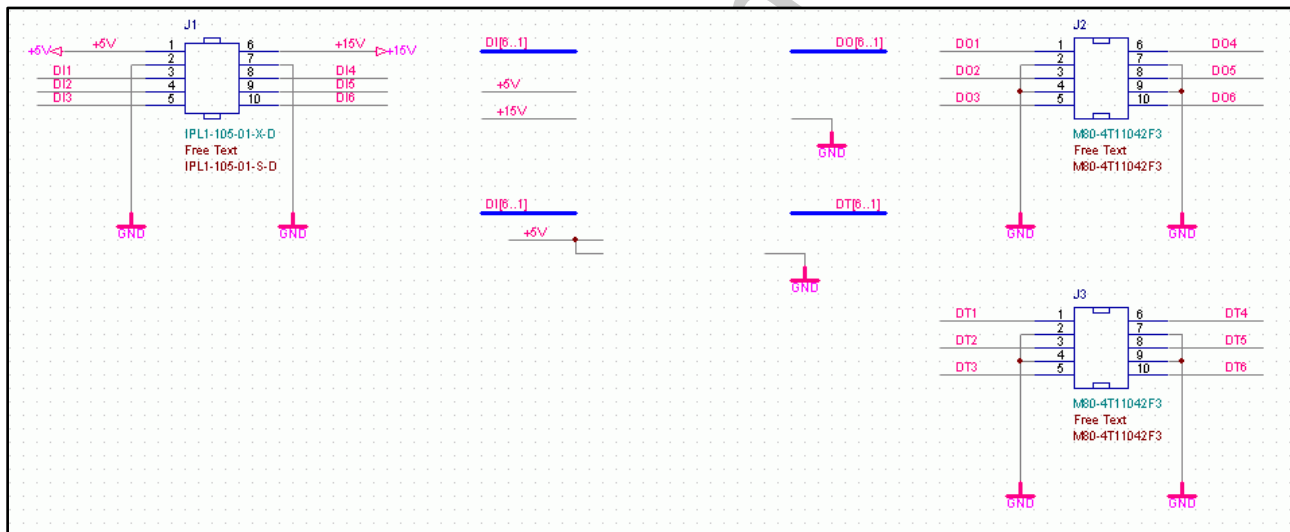 J1
+5V +5V 1 6 +15V +15V
2 7
DI1 3 8 DI4
DI2 4 9 DI5
DI3 5 10 DI6
IPL1-105-01-X-D
Free Text
IPL1-105-01-S-D
GND GND
DI[6..1]
+5V
+15V
DI[6..1]
+5V
DO[6..1]
GND
DT[6..1]
GND
J2
DO1 1 6 DO4
2 7
DO2 3 8 DO5
4 9
DO3 5 10 DO6
M80-4T11042F3
Free Text
M80-4T11042F3
GND GND
J3
DT1 1 6 DT4
2 7
DT2 3 8 DT5
4 9
DT3 5 10 DT6
M80-4T11042F3
Free Text
M80-4T11042F3
GND GND